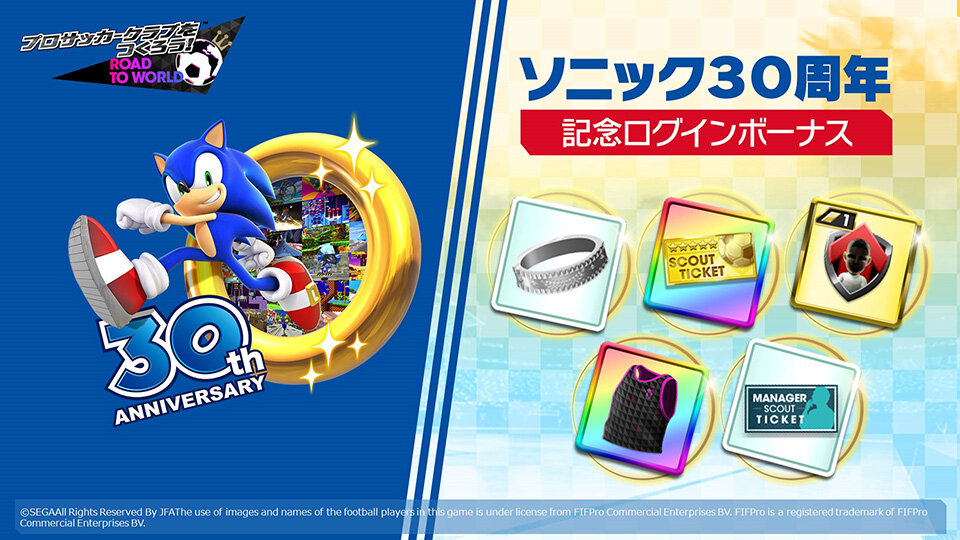 プロサッカークラブを
つくろう!
ROAD
TO WORLD
30th
ANNIVERSARY
ソニック30周年
記念ログインボーナス
SCOUT
TICKET
1
MANAGER
SCOUT
TICKET
©SEGAAll Rights Reserved By JFAThe use of images and names of the football players in this game is under license from FIFPro Commercial Enterprises BV. FIFPro is a registered trademark of FIFPro
Commercial Enterprises BV.